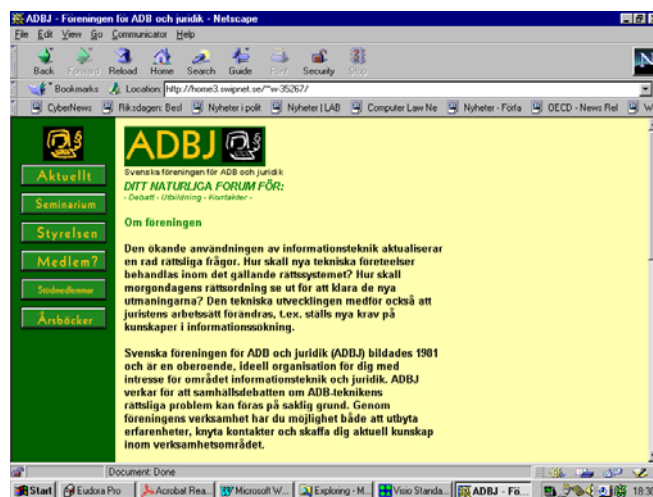 ADBJ - Föreningen för ADB och juridik - Netscape
File Edit View Go Communicator Help
Back Forward Reload Home Search Guide Print Security Stop
Bookmarks Location: http://home3.swipnet.se/~w-35267/
CyberNews Riksdagen: Besl Nyheter i polit Nyheter | LAB Computer Law Ne Nyheter - Förfa OECD - News Rel W
ADBJ
Svenska föreningen för ADB och juridik
DITT NATURLIGA FORUM FÖR:
- Debatt - Utbildning - Kontakter -
Aktuellt
Seminarium
Styrelsen
Medlem?
Stödmedlemmar
Årsböcker
Om föreningen
Den ökande användningen av informationsteknik aktualiserar
en rad rättsliga frågor. Hur skall nya tekniska företeelser
behandlas inom det gällande rättssystemet? Hur skall
morgondagens rättsordning se ut för att klara de nya
utmaningarna? Den tekniska utvecklingen medför också att
juristens arbetssätt förändras, t.ex. ställs nya krav på
kunskaper i informationssökning.
Svenska föreningen för ADB och juridik (ADBJ) bildades 1981
och är en oberoende, ideell organisation för dig med
intresse för området informationsteknik och juridik. ADBJ
verkar för att samhällsdebatten om ADB-teknikens
rättsliga problem kan föras på saklig grund. Genom
föreningens verksamhet har du möjlighet både att utbyta
erfarenheter, knyta kontakter och skaffa dig aktuell kunskap
inom verksamhetsområdet.
Document: Done
Start Eudora Pro Acrobat Rea... Microsoft W... Exploring - M... Visio Standa... ADBJ - Fö... 18:30